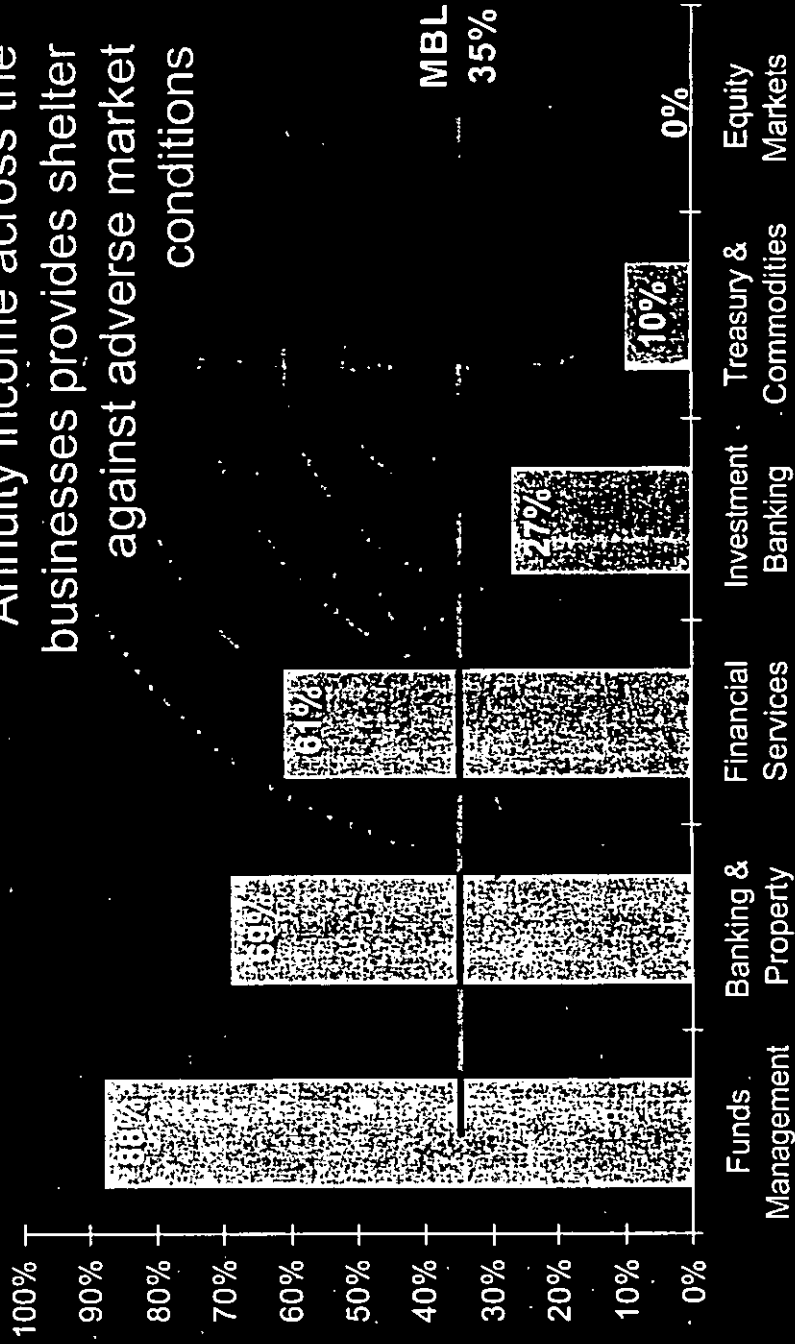 Annuity income across the
businesses provides shelter
against adverse market
conditions
100%
90%
80%
70%
60%
50%
40%
30%
20%
10%
0%
88%
69%
61%
27%
10%
0%
MBL
35%
Funds
Management
Banking &
Property
Financial
Services
Investment
Banking
Treasury &
Commodities
Equity
Markets